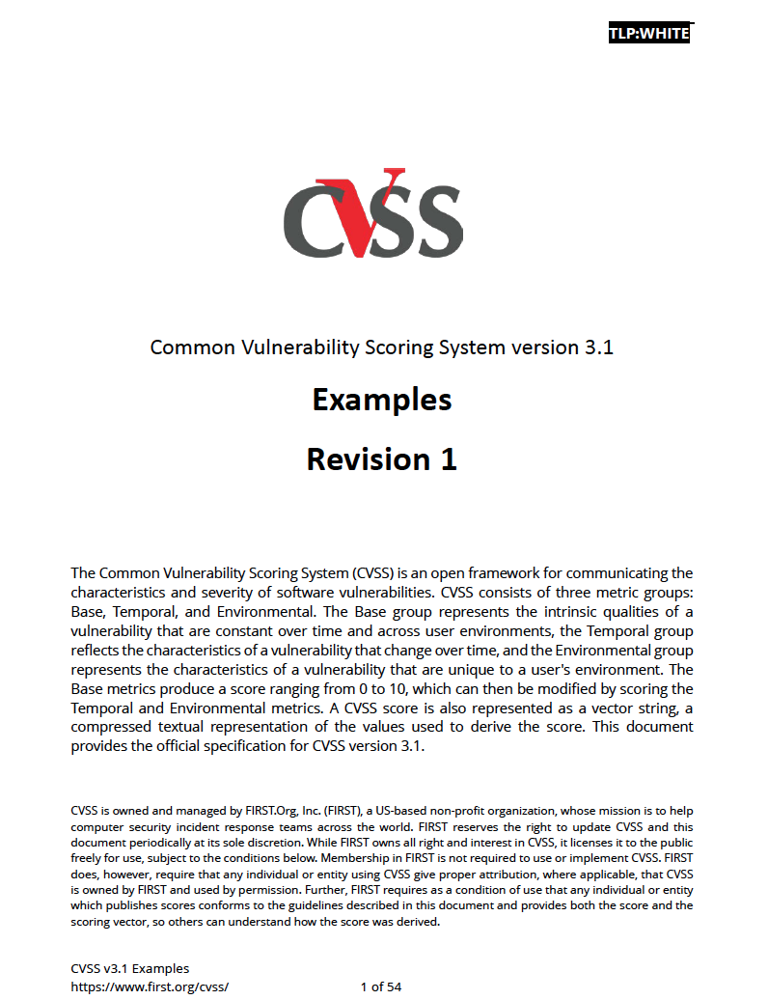 TLP:WHITE
CVSS
Common Vulnerability Scoring System version 3.1
Examples
Revision 1
The Common Vulnerability Scoring System (CVSS) is an open framework for communicating the
characteristics and severity of software vulnerabilities. CVSS consists of three metric groups:
Base, Temporal, and Environmental. The Base group represents the intrinsic qualities of a
vulnerability that are constant over time and across user environments, the Temporal group
reflects the characteristics of a vulnerability that change over time, and the Environmental group
represents the characteristics of a vulnerability that are unique to a user's environment. The
Base metrics produce a score ranging from 0 to 10, which can then be modified by scoring the
Temporal and Environmental metrics. A CVSS score is also represented as a vector string, a
compressed textual representation of the values used to derive the score. This document
provides the official specification for CVSS version 3.1.
CVSS is owned and managed by FIRST.Org, Inc. (FIRST), a US-based non-profit organization, whose mission is to help
computer security incident response teams across the world. FIRST reserves the right to update CVSS and this
document periodically at its sole discretion. While FIRST owns all right and interest in CVSS, it licenses it to the public
freely for use, subject to the conditions below. Membership in FIRST is not required to use or implement CVSS. FIRST
does, however, require that any individual or entity using CVSS give proper attribution, where applicable, that CVSS
is owned by FIRST and used by permission. Further, FIRST requires as a condition of use that any individual or entity
which publishes scores conforms to the guidelines described in this document and provides both the score and the
scoring vector, so others can understand how the score was derived.
CVSS v3.1 Examples
https://www.first.org/cvss/ 1 of 54